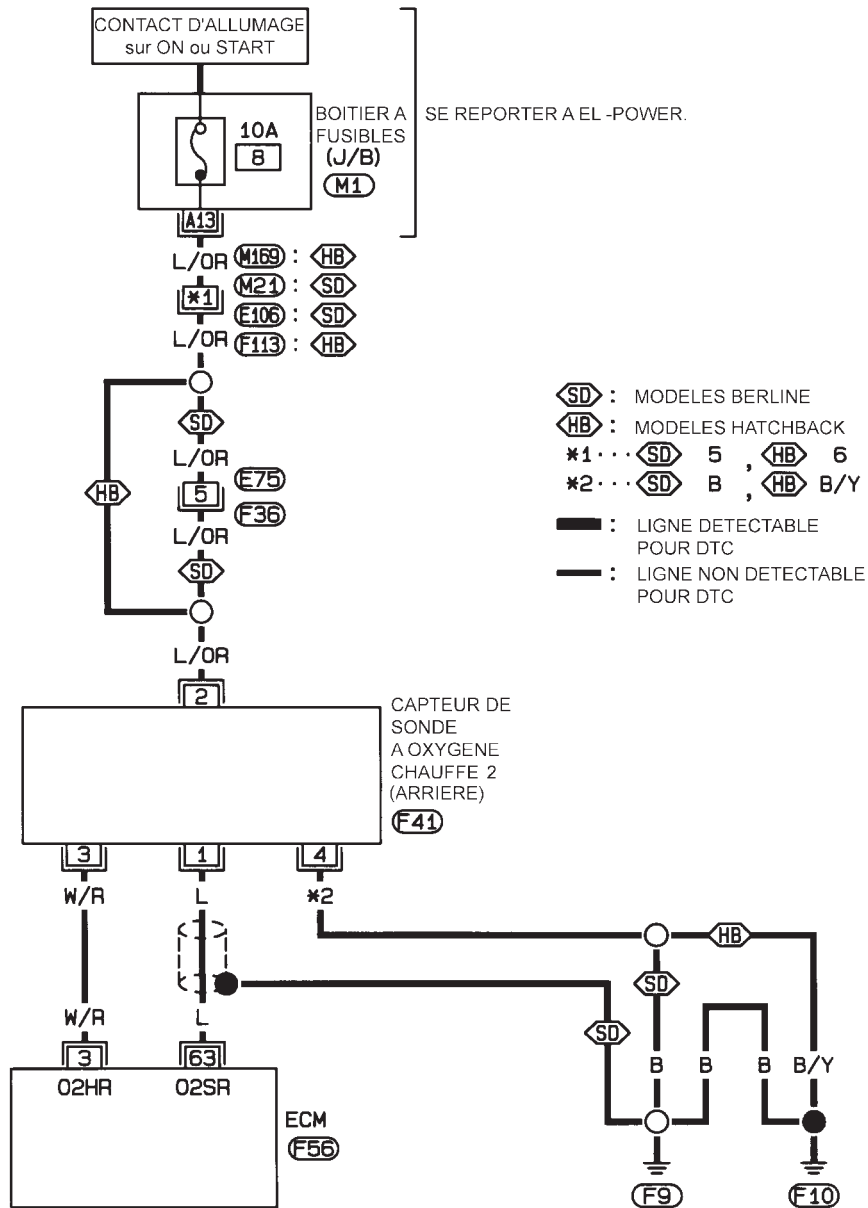 CONTACT D'ALLUMAGE
sur ON ou START
10A
8
BOITIER A
FUSIBLES
(J/B)
M1
SE REPORTER A EL -POWER.
A13
L/OR
M169 : HB
M21 : SD
*1
E106 : SD
L/OR
F113 : HB
SD
L/OR
HB
5
E75
F36
L/OR
SD
L/OR
SD : MODELES BERLINE
HB : MODELES HATCHBACK
*1 ··· SD 5 , HB 6
*2 ··· SD B , HB B/Y
: LIGNE DETECTABLE
POUR DTC
: LIGNE NON DETECTABLE
POUR DTC
2
CAPTEUR DE
SONDE
A OXYGENE
CHAUFFE 2
(ARRIERE)
F41
3 1 4
W/R L *2
HB
SD
SD
W/R L
B B B B/Y
3 63
O2HR O2SR
ECM
F56
F9 F10